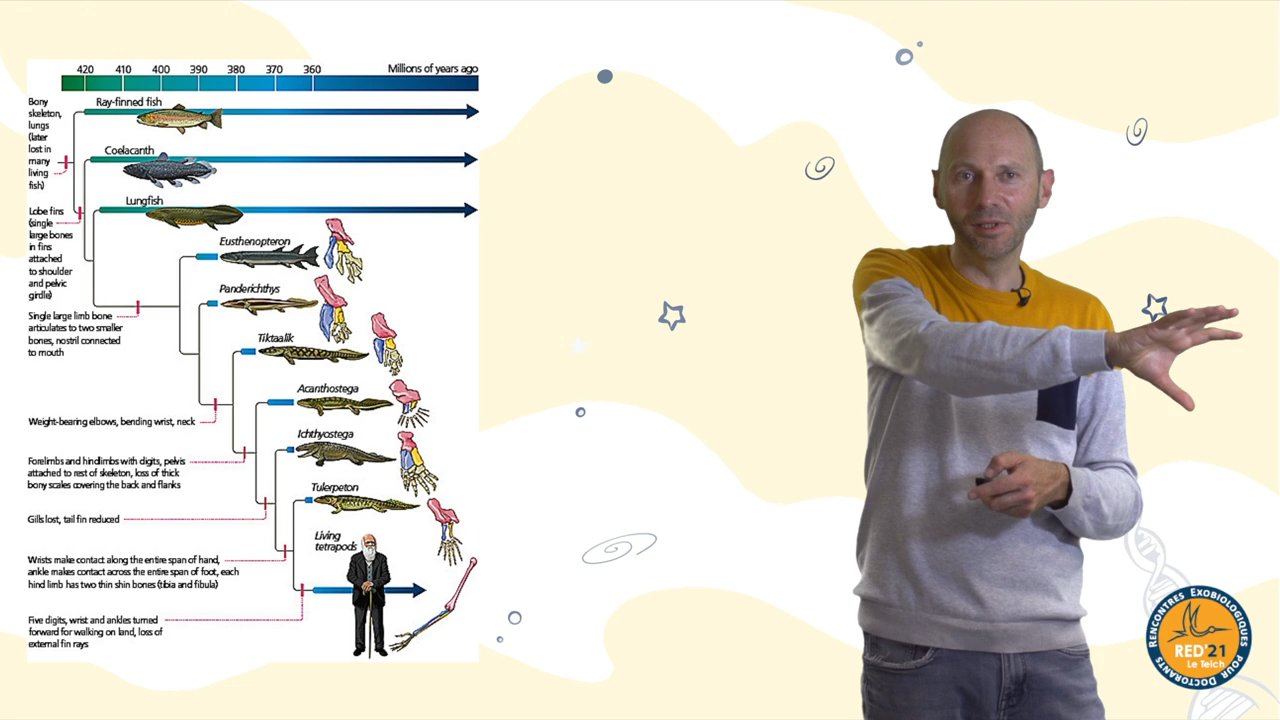 420 410 400 390 380 370 360 Millions of years ago
Bony
skeleton,
lungs
(later
lost in
many
living
fish)
Ray-finned fish
Coelacanth
Lungfish
Lobe fins
(single
large bones
in fins
attached
to shoulder
and pelvic
girdle)
Eusthenopteron
Panderichthys
Single large limb bone
articulates to two smaller
bones, nostril connected
to mouth
Tiktaalik
Acanthostega
Weight-bearing elbows, bending wrist, neck
Ichthyostega
Forelimbs and hindlimbs with digits, pelvis
attached to rest of skeleton, loss of thick
bony scales covering the back and flanks
Tulerpeton
Gills lost, tail fin reduced
Living
tetrapods
Wrists make contact along the entire span of hand,
ankle makes contact across the entire span of foot, each
hind limb has two thin shin bones (tibia and fibula)
Five digits, wrist and ankles turned
forward for walking on land, loss of
external fin rays
RENCONTRES EXOBIOLOGIQUES
POUR DOCTORANTS
RED'21
Le Teich